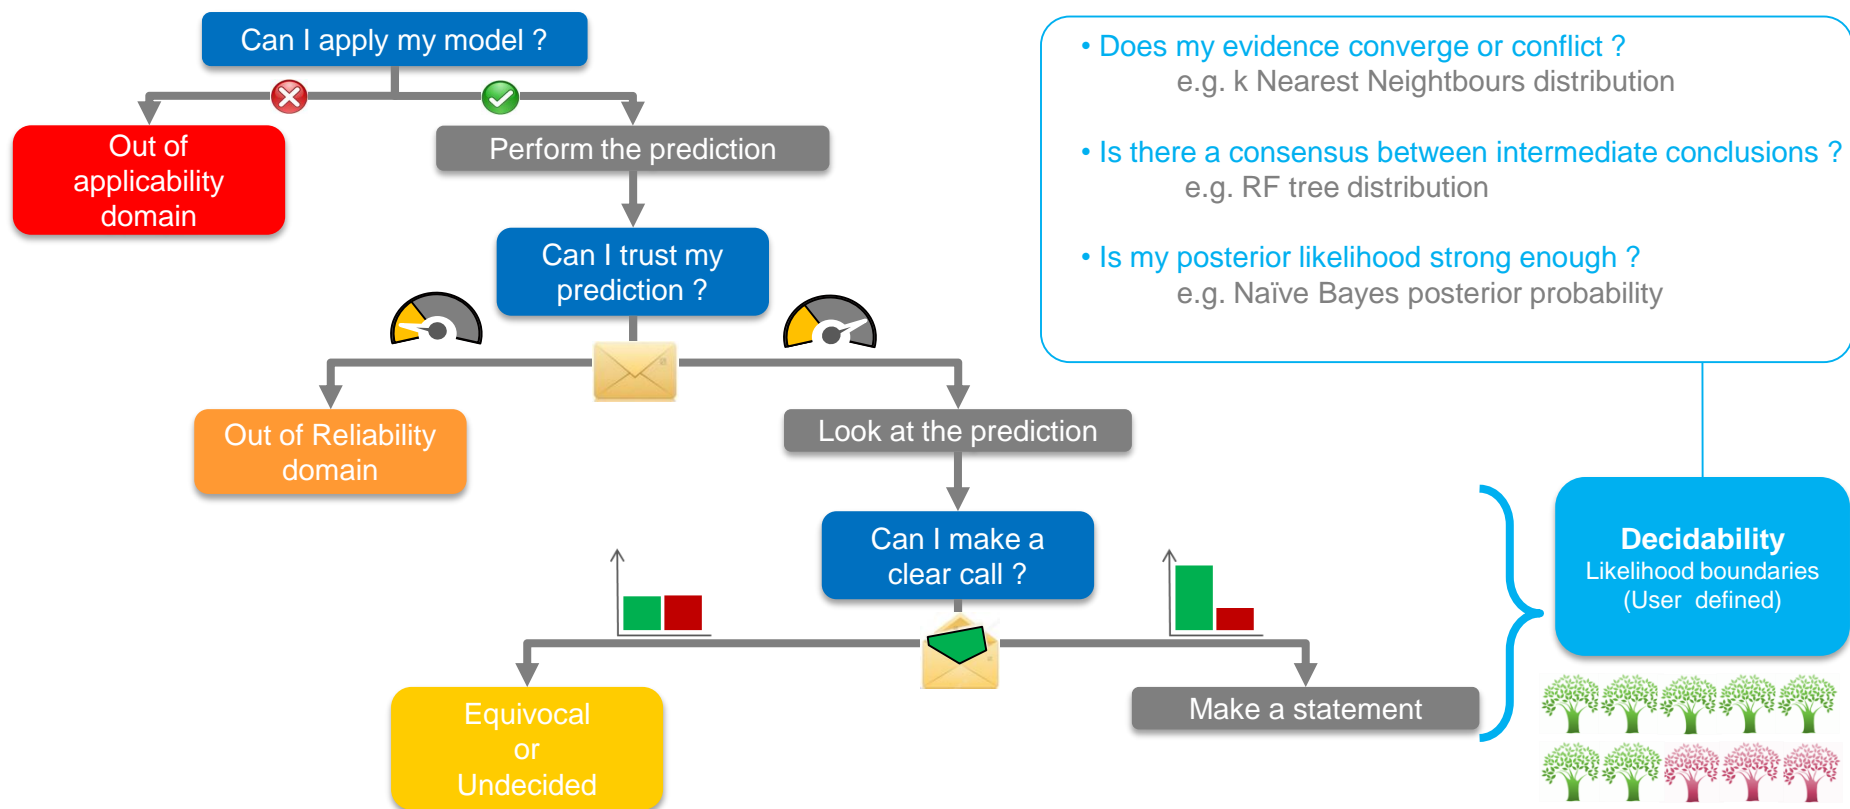 Can I apply my model ?
Out of
applicability
domain
Perform the prediction
Can I trust my
prediction ?
Out of Reliability
domain
Look at the prediction
Can I make a
clear call ?
Equivocal
or
Undecided
Make a statement
• Does my evidence converge or conflict ?
e.g. k Nearest Neighbours distribution
• Is there a consensus between intermediate conclusions ?
e.g. RF tree distribution
• Is my posterior likelihood strong enough ?
e.g. Naïve Bayes posterior probability
Decidability
Likelihood boundaries
(User defined)